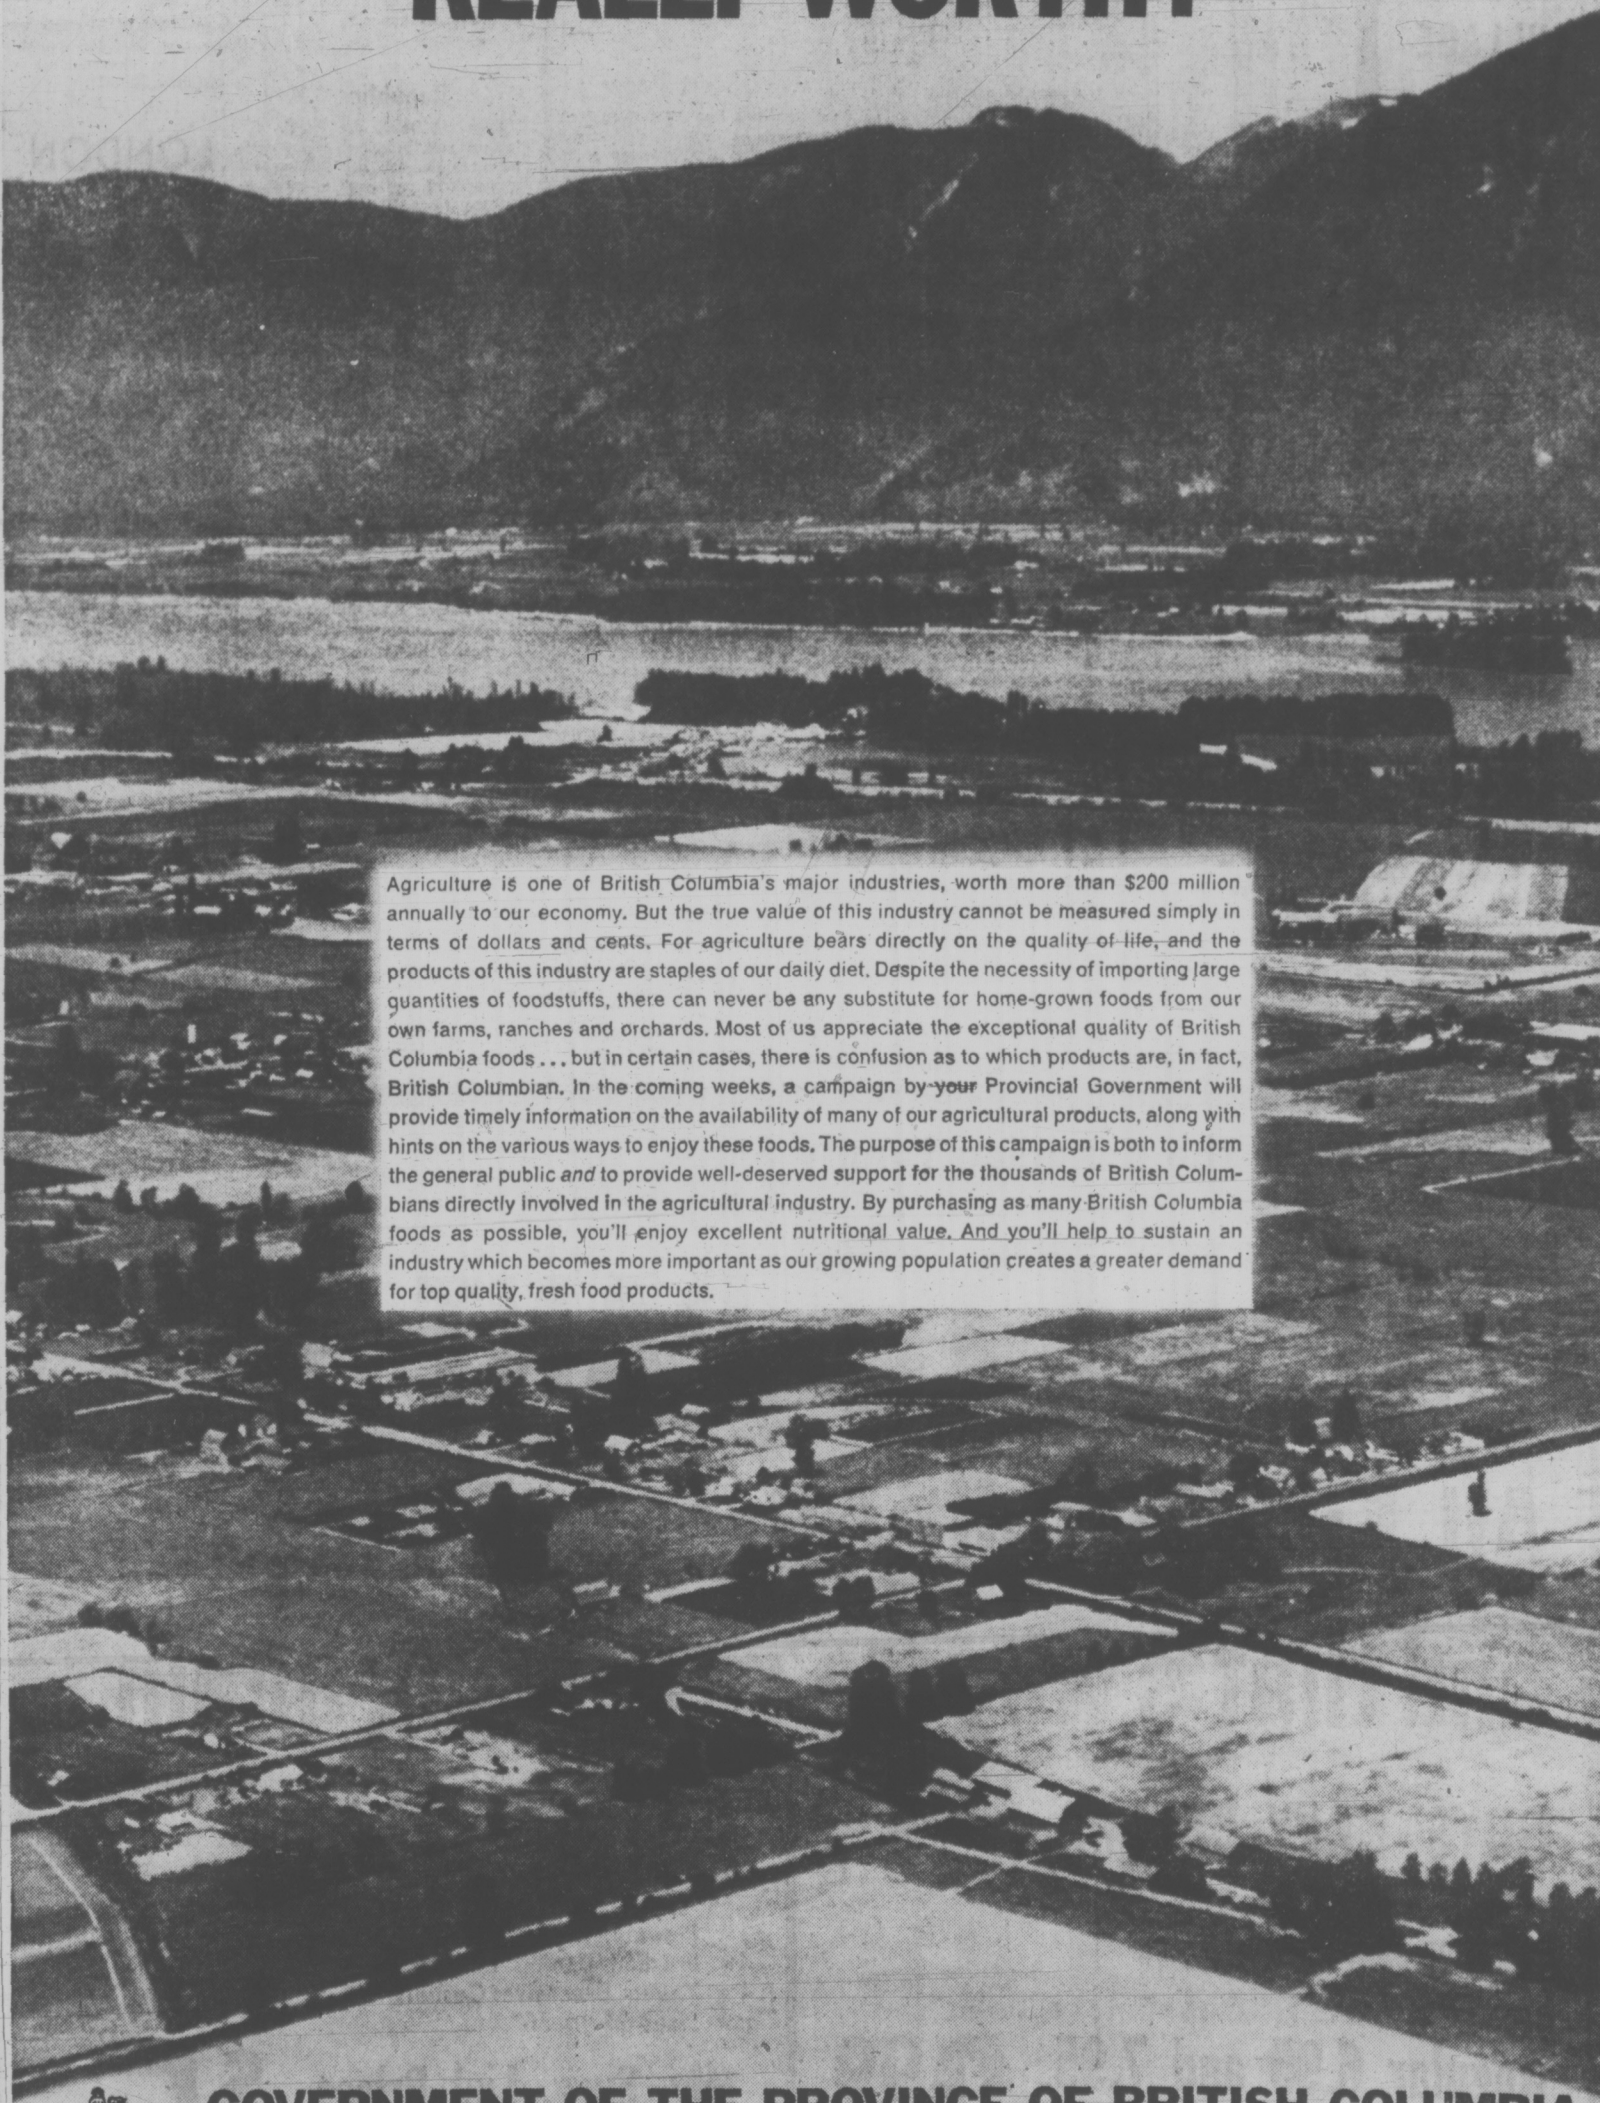 REALLY WORTH?
Agriculture is one of British Columbia's major industries, worth more than $200 million
annually to our economy. But the true value of this industry cannot be measured simply in
terms of dollars and cents. For agriculture bears directly on the quality of life, and the
products of this industry are staples of our daily diet. Despite the necessity of importing large
quantities of foodstuffs, there can never be any substitute for home-grown foods from our
own farms, ranches and orchards. Most of us appreciate the exceptional quality of British
Columbia foods ... but in certain cases, there is confusion as to which products are, in fact,
British Columbian. In the coming weeks, a campaign by your Provincial Government will
provide timely information on the availability of many of our agricultural products, along with
hints on the various ways to enjoy these foods. The purpose of this campaign is both to inform
the general public and to provide well-deserved support for the thousands of British Colum-
bians directly involved in the agricultural industry. By purchasing as many British Columbia
foods as possible, you'll enjoy excellent nutritional value. And you'll help to sustain an
industry which becomes more important as our growing population creates a greater demand
for top quality, fresh food products.
GOVERNMENT OF THE PROVINCE OF BRITISH COLUMBIA